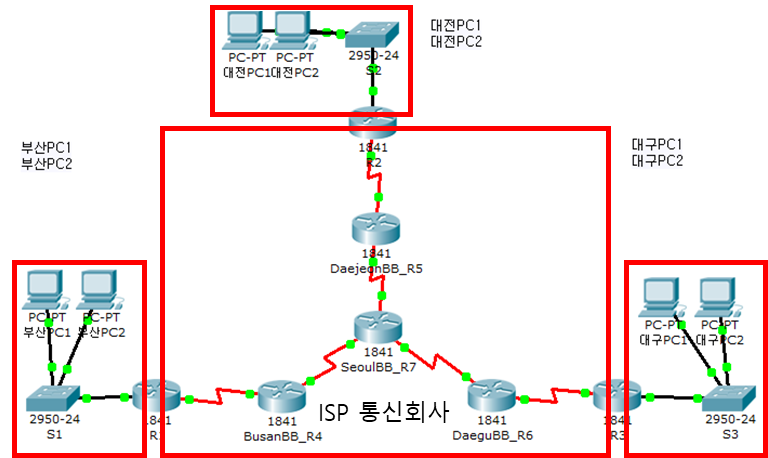 PC-PT
대전PC1
PC-PT
대전PC2
2950-24
S2
대전PC1
대전PC2
1841
R2
부산PC1
부산PC2
대구PC1
대구PC2
1841
DaejeonBB_R5
PC-PT
부산PC1
PC-PT
부산PC2
PC-PT
대구PC1
PC-PT
대구PC2
1841
SeoulBB_R7
2950-24
S1
1841
1841
BusanBB_R4
ISP 통신회사
1841
DaeguBB_R6
1841
R3
2950-24
S3